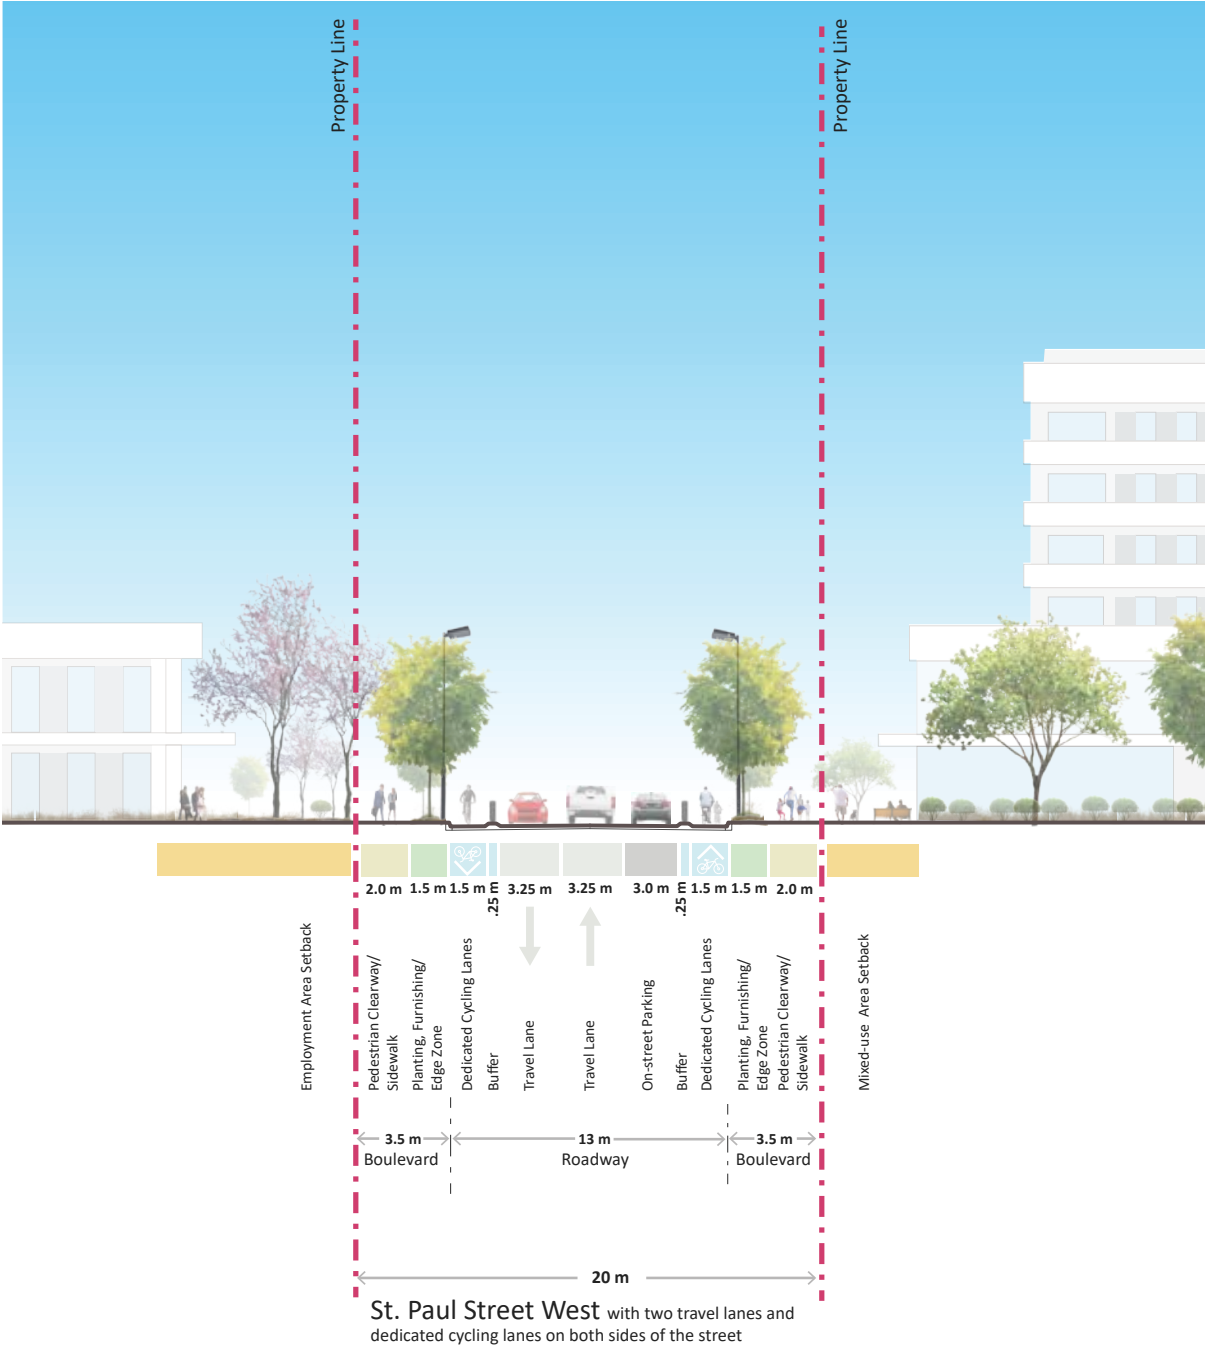 Property Line
Property Line
2.0 m
1.5 m
1.5 m
.25 m
3.25 m
3.25 m
3.0 m
.25 m
1.5 m
1.5 m
2.0 m
Employment Area Setback
Pedestrian Clearway/
Sidewalk
Planting, Furnishing/
Edge Zone
Dedicated Cycling Lanes
Buffer
Travel Lane
Travel Lane
On-street Parking
Buffer
Dedicated Cycling Lanes
Planting, Furnishing/
Edge Zone
Pedestrian Clearway/
Sidewalk
Mixed-use Area Setback
3.5 m
Boulevard
13 m
Roadway
3.5 m
Boulevard
20 m
St. Paul Street West with two travel lanes and
dedicated cycling lanes on both sides of the street